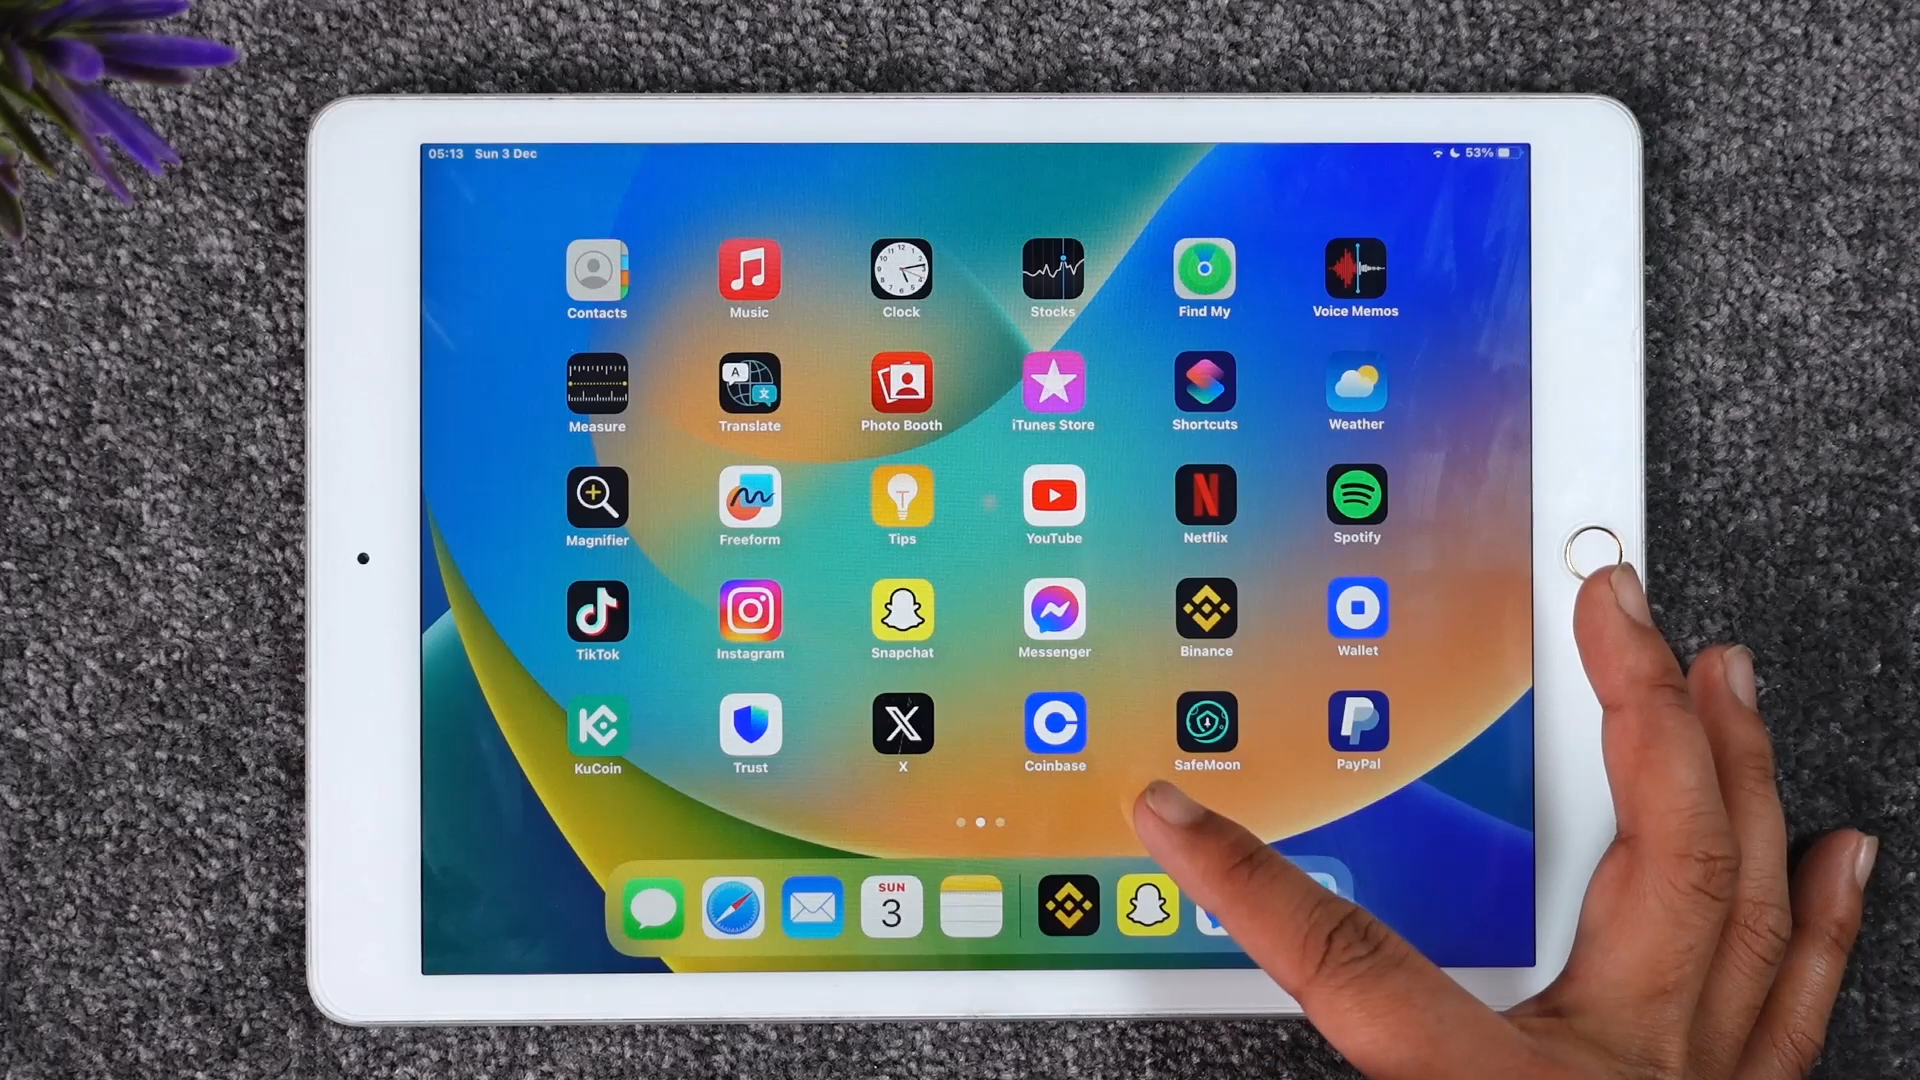 05:13 Sun 3 Dec 53%
Contacts Music Clock Stocks Find My Voice Memos
Measure Translate Photo Booth iTunes Store Shortcuts Weather
Magnifier Freeform Tips YouTube Netflix Spotify
TikTok Instagram Snapchat Messenger Binance Wallet
KuCoin Trust X Coinbase SafeMoon PayPal
SUN
3